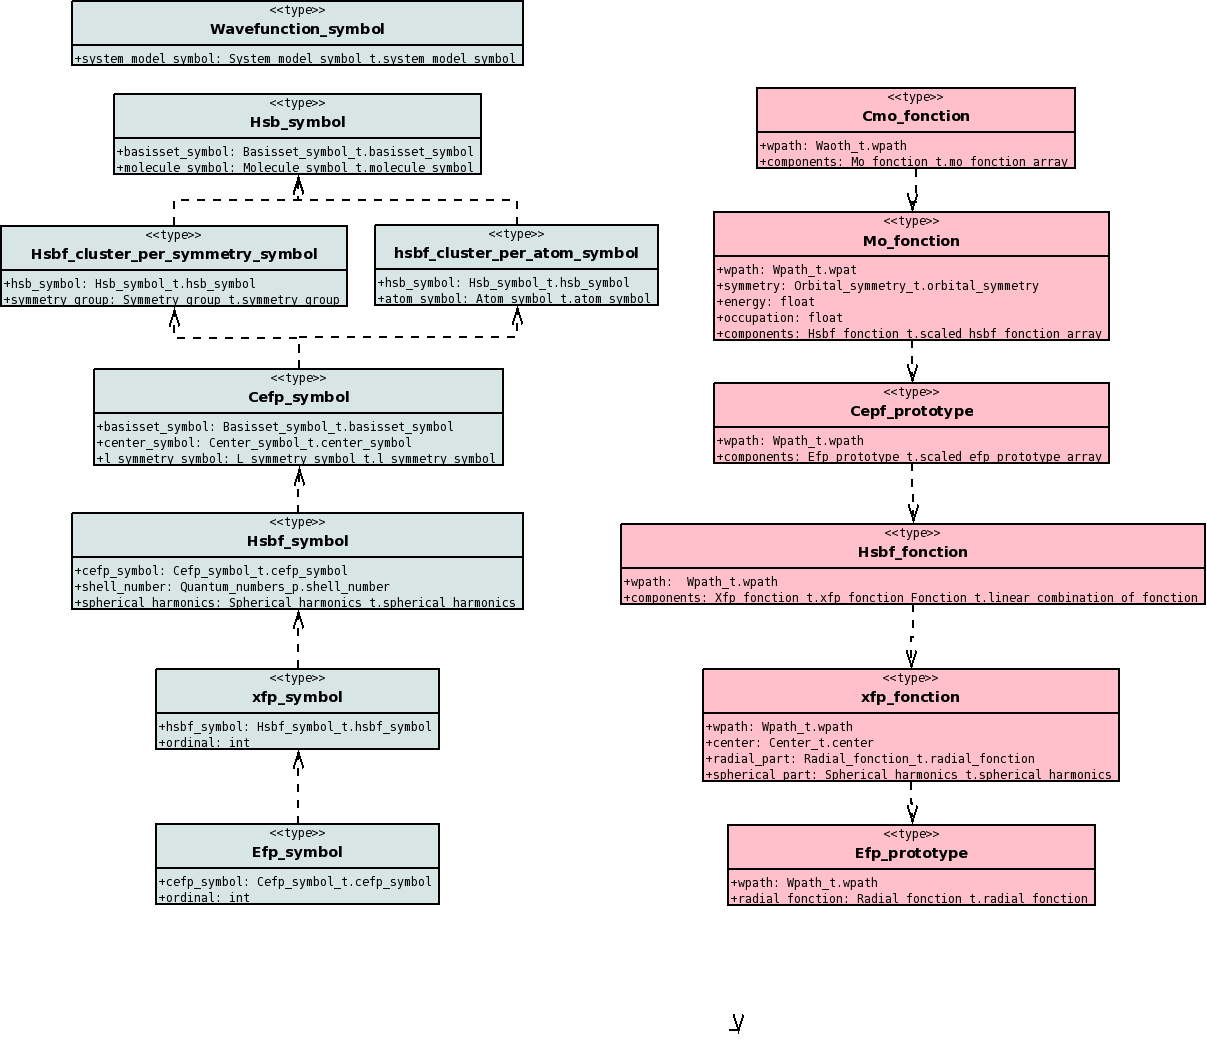 <<type>>
Wavefunction_symbol
+system_model_symbol: System_model_symbol_t.system_model_symbol
<<type>>
Hsb_symbol
+basisset_symbol: Basisset_symbol_t.basisset_symbol
+molecule_symbol: Molecule_symbol_t.molecule_symbol
<<type>>
Hsbf_cluster_per_symmetry_symbol
+hsb_symbol: Hsb_symbol_t.hsb_symbol
+symmetry_group: Symmetry_group_t.symmetry_group
<<type>>
hsbf_cluster_per_atom_symbol
+hsb_symbol: Hsb_symbol_t.hsb_symbol
+atom_symbol: Atom_symbol_t.atom_symbol
<<type>>
Cefp_symbol
+basisset_symbol: Basisset_symbol_t.basisset_symbol
+center_symbol: Center_symbol_t.center_symbol
+l_symmetry_symbol: L_symmetry_symbol_t.l_symmetry_symbol
<<type>>
Hsbf_symbol
+cefp_symbol: Cefp_symbol_t.cefp_symbol
+shell_number: Quantum_numbers_p.shell_number
+spherical_harmonics: Spherical_harmonics_t.spherical_harmonics
<<type>>
xfp_symbol
+hsbf_symbol: Hsbf_symbol_t.hsbf_symbol
+ordinal: int
<<type>>
Efp_symbol
+cefp_symbol: Cefp_symbol_t.cefp_symbol
+ordinal: int
<<type>>
Cmo_fonction
+wpath: Waoth_t.wpath
+components: Mo_fonction_t.mo_fonction_array
<<type>>
Mo_fonction
+wpath: Wpath_t.wpat
+symmetry: Orbital_symmetry_t.orbital_symmetry
+energy: float
+occupation: float
+components: Hsbf_fonction_t.scaled_hsbf_fonction_array
<<type>>
Cepf_prototype
+wpath: Wpath_t.wpath
+components: Efp_prototype_t.scaled_efp_prototype_array
<<type>>
Hsbf_fonction
+wpath:  Wpath_t.wpath
+components: Xfp_fonction_t.xfp_fonction Fonction_t.linear_combination_of_fonction
<<type>>
xfp_fonction
+wpath: Wpath_t.wpath
+center: Center_t.center
+radial_part: Radial_fonction_t.radial_fonction
+spherical_part: Spherical_harmonics_t.spherical_harmonics
<<type>>
Efp_prototype
+wpath: Wpath_t.wpath
+radial_fonction: Radial_fonction_t.radial_fonction